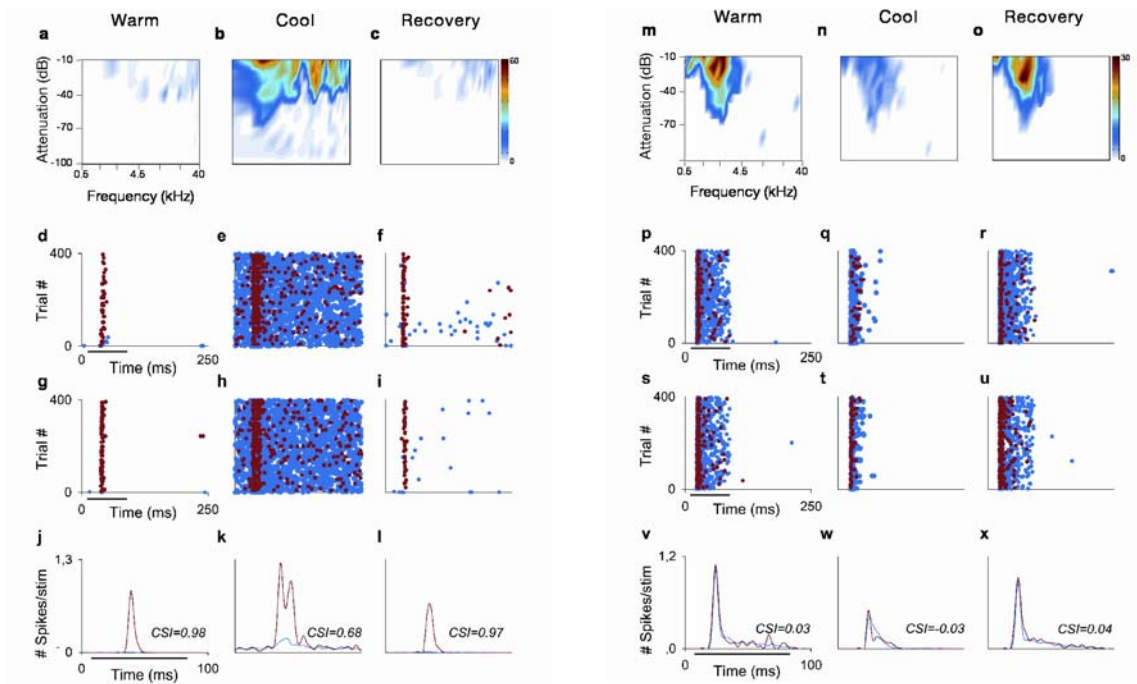 Warm Cool Recovery
a b c
Attenuation (dB)
-10
-40
-70
-100
60
0
0.5 4.5 40
Frequency (kHz)
d e f
Trial #
400
0
0 250
Time (ms)
g h i
Trial #
400
0
0 250
Time (ms)
j k l
# Spikes/stim
1,3
0
CSI=0.98 CSI=0.68 CSI=0.97
0 100
Time (ms)
Warm Cool Recovery
m n o
Attenuation (dB)
-10
-40
-70
30
0
0.5 4.5 40
Frequency (kHz)
p q r
Trial #
400
0
0 250
Time (ms)
s t u
Trial #
400
0
0 250
Time (ms)
v w x
# Spikes/stim
1,2
.0
CSI=0.03 CSI=-0.03 CSI=0.04
0 100
Time (ms)